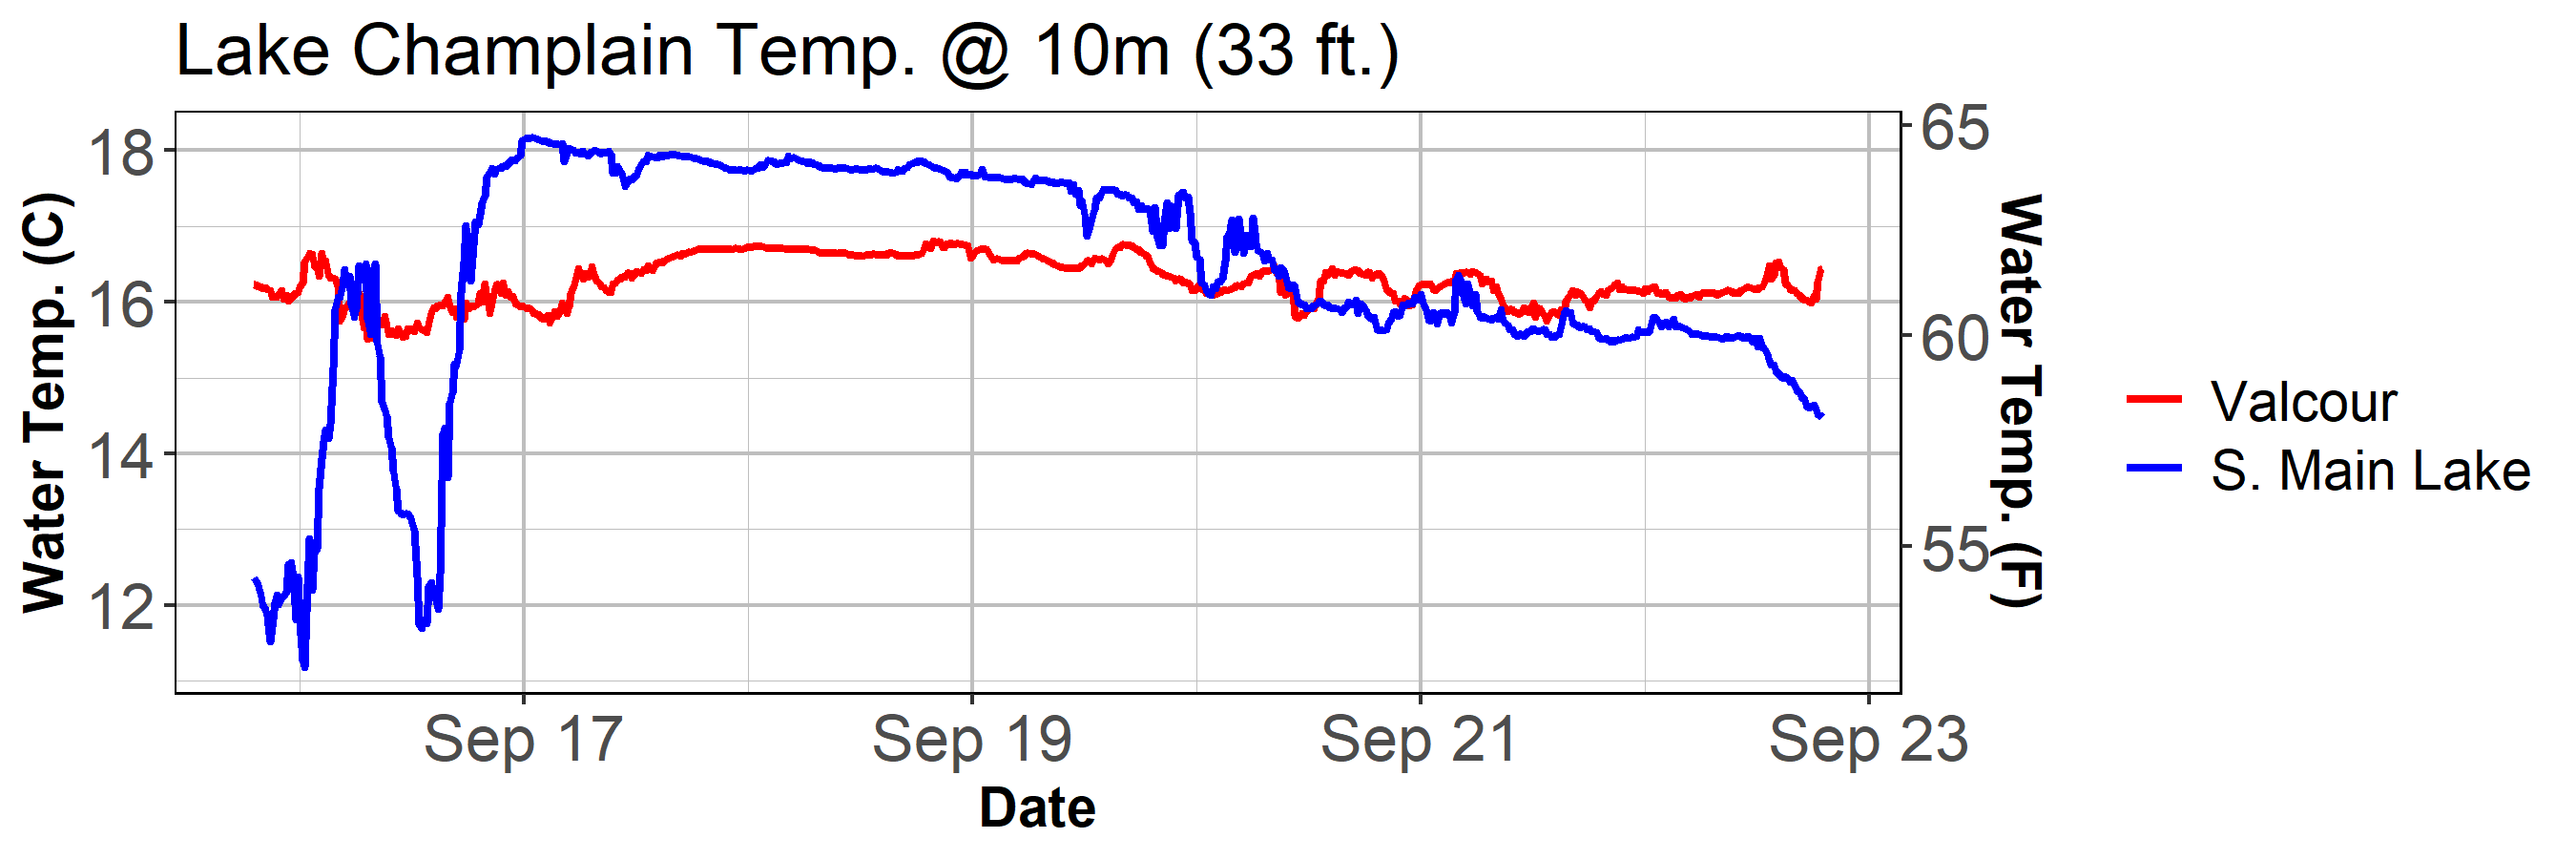 Lake Champlain Temp. @ 10m (33 ft.)
Water Temp. (C)
18
16
14
12
65
60
55
Water Temp. (F)
Sep 17
Sep 19
Sep 21
Sep 23
Date
Valcour
S. Main Lake